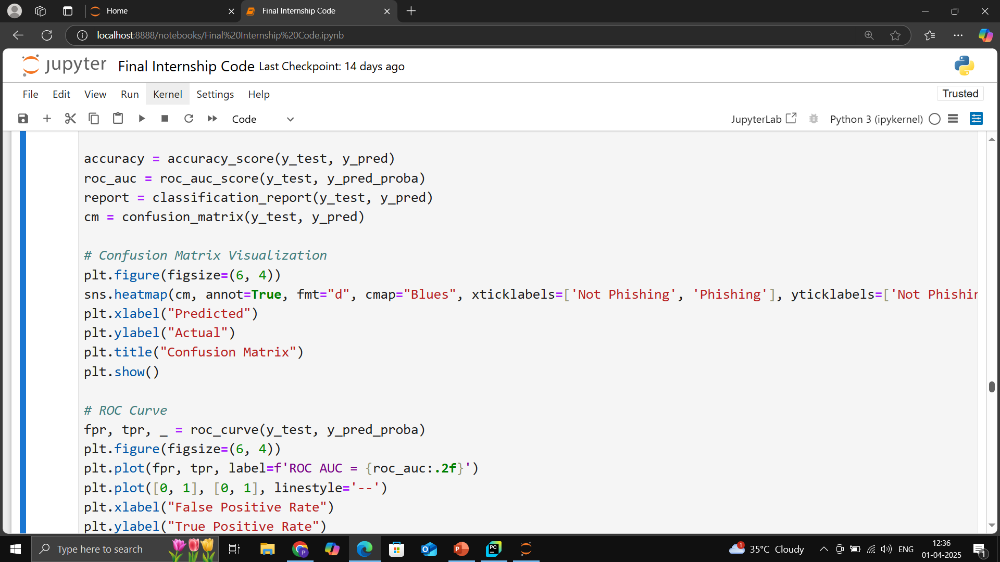 Home
Final Internship Code
localhost:8888/notebooks/Final%20Internship%20Code.ipynb
jupyter Final Internship Code Last Checkpoint: 14 days ago
File Edit View Run Kernel Settings Help
Trusted
Code
JupyterLab
Python 3 (ipykernel)
accuracy = accuracy_score(y_test, y_pred)
roc_auc = roc_auc_score(y_test, y_pred_proba)
report = classification_report(y_test, y_pred)
cm = confusion_matrix(y_test, y_pred)
# Confusion Matrix Visualization
plt.figure(figsize=(6, 4))
sns.heatmap(cm, annot=True, fmt="d", cmap="Blues", xticklabels=['Not Phishing', 'Phishing'], yticklabels=['Not Phishin
plt.xlabel("Predicted")
plt.ylabel("Actual")
plt.title("Confusion Matrix")
plt.show()
# ROC Curve
fpr, tpr, _ = roc_curve(y_test, y_pred_proba)
plt.figure(figsize=(6, 4))
plt.plot(fpr, tpr, label=f'ROC AUC = {roc_auc:.2f}')
plt.plot([0, 1], [0, 1], linestyle='--')
plt.xlabel("False Positive Rate")
plt.ylabel("True Positive Rate")
Type here to search
P
PC
O
P
1
35°C Cloudy
ENG
12:36
01-04-2025
1